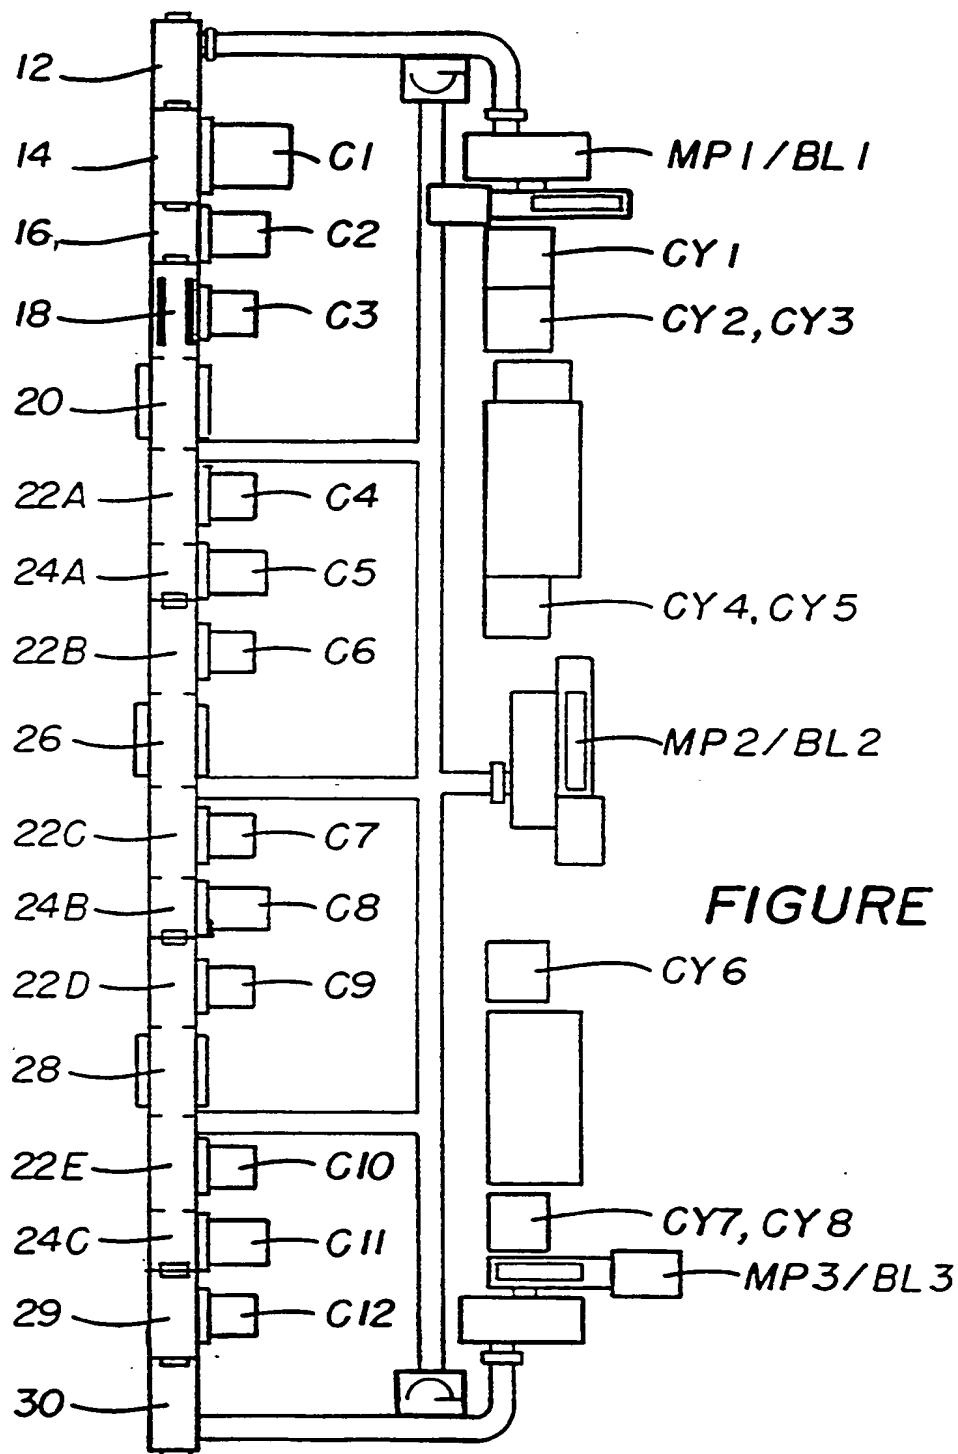 12
MP1/BL1
14
C1
16,
C2
CY1
18
C3
CY2, CY3
20
22A
C4
24A
C5
CY4, CY5
22B
C6
26
MP2/BL2
22C
C7
24B
C8
FIGURE
22D
C9
CY6
28
22E
C10
24C
C11
CY7, CY8
MP3/BL3
29
C12
30